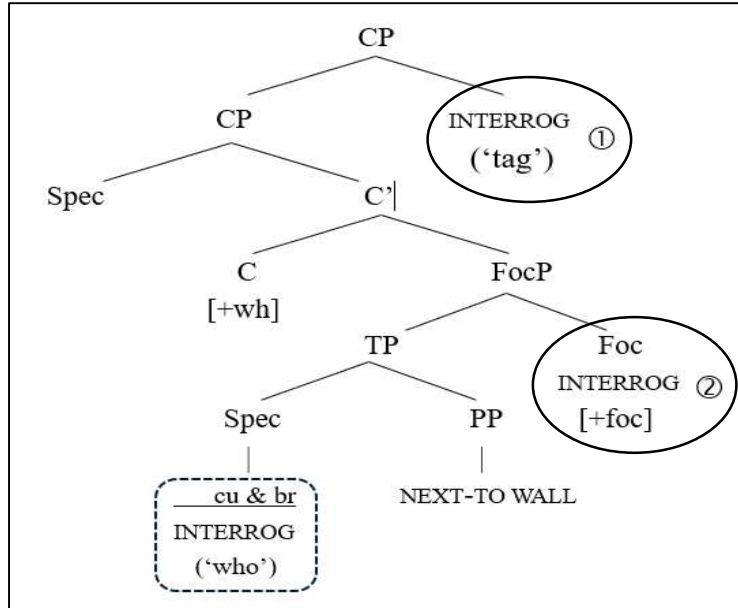 CP
CP
INTERROG ①
('tag')
Spec
C'|
C
FocP
[+wh]
TP
Foc
INTERROG ②
[+foc]
Spec
PP
cu & br
INTERROG
('who')
NEXT-TO WALL